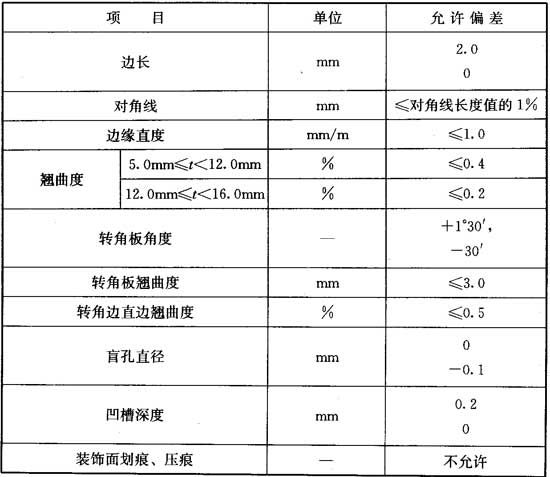 项 目 单位 允许偏差
边长 mm 2.0
0
对角线 mm ≤对角线长度值的1%
边缘直度 mm/m ≤1.0
翘曲度 5.0mm≤t<12.0mm % ≤0.4
12.0mm≤t<16.0mm % ≤0.2
转角板角度 — +1°30′,
−30′
转角板翘曲度 mm ≤3.0
转角边直边翘曲度 % ≤0.5
盲孔直径 mm 0
−0.1
凹槽深度 mm 0.2
0
装饰面划痕、压痕 — 不允许